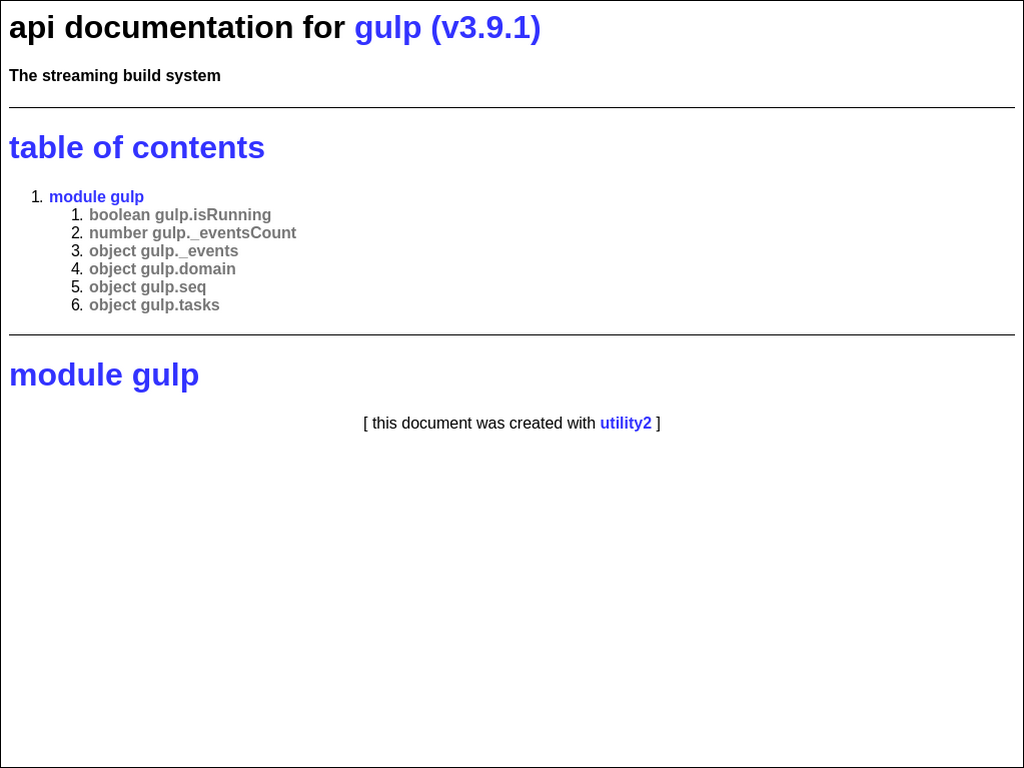 api documentation for gulp (v3.9.1)
The streaming build system
table of contents
1. module gulp
1. boolean gulp.isRunning
2. number gulp._eventsCount
3. object gulp._events
4. object gulp.domain
5. object gulp.seq
6. object gulp.tasks
module gulp
[ this document was created with utility2 ]